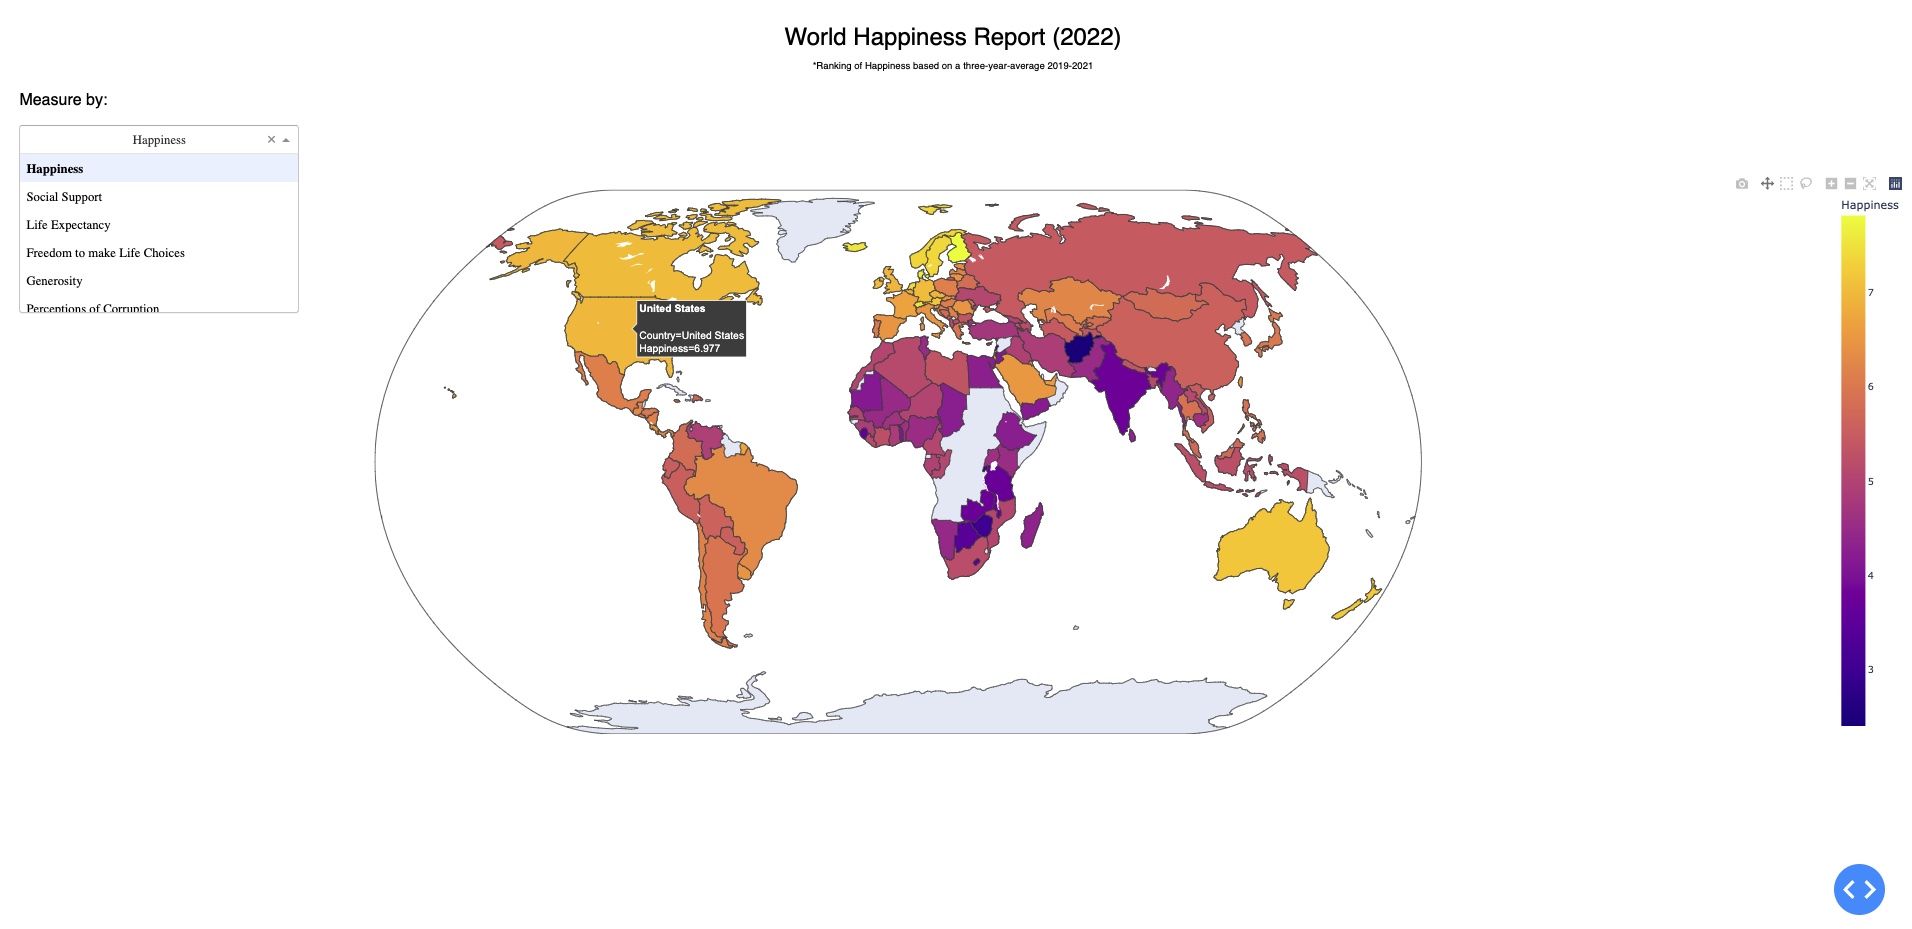 World Happiness Report (2022)
*Ranking of Happiness based on a three-year-average 2019-2021
Measure by:
Happiness
Happiness
Social Support
Life Expectancy
Freedom to make Life Choices
Generosity
Perceptions of Corruption
United States
Country=United States
Happiness=6.977
Happiness
7
6
5
4
3